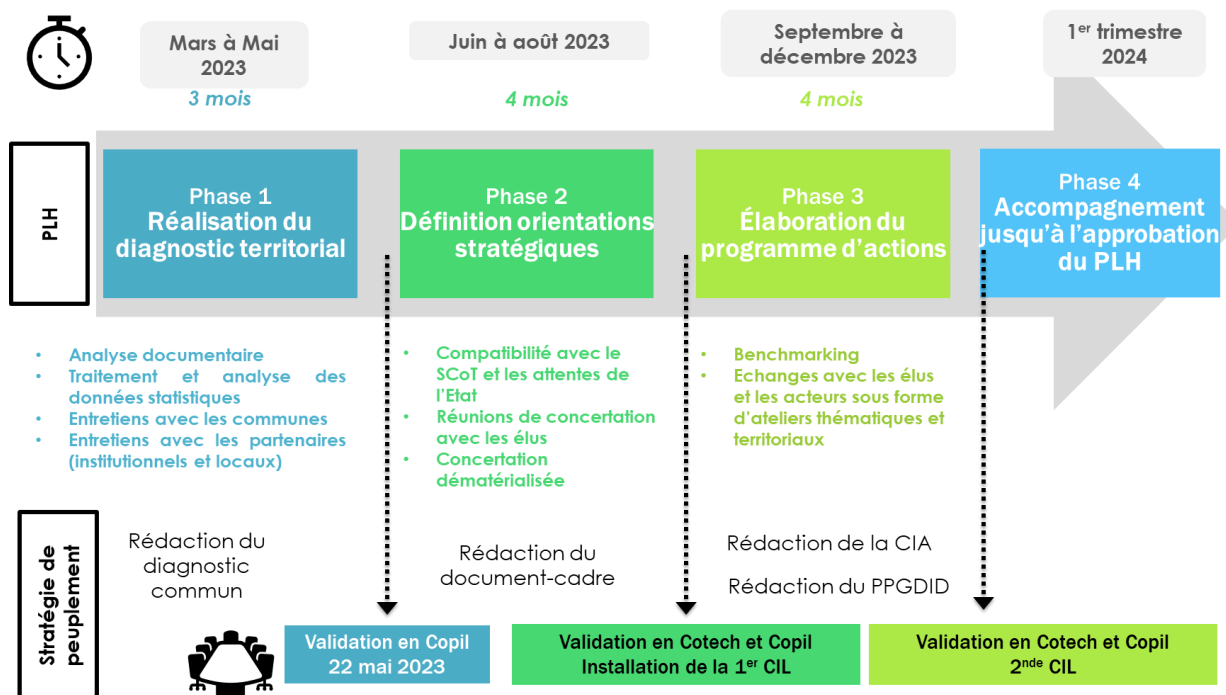 Mars à Mai
2023
3 mois
Juin à août 2023
4 mois
Septembre à
décembre 2023
4 mois
1er trimestre
2024
PLH
Phase 1
Réalisation du
diagnostic territorial
Phase 2
Définition orientations
stratégiques
Phase 3
Élaboration du
programme d’actions
Phase 4
Accompagnement
jusqu’à l’approbation
du PLH
• Analyse documentaire
• Traitement et analyse des
données statistiques
• Entretiens avec les communes
• Entretiens avec les partenaires
(institutionnels et locaux)
• Compatibilité avec le
SCoT et les attentes de
l’Etat
• Réunions de concertation
avec les élus
• Concertation
dématérialisée
• Benchmarking
• Echanges avec les élus
et les acteurs sous forme
d’ateliers thématiques et
territoriaux
Stratégie de
peuplement
Rédaction du
diagnostic
commun
Rédaction du
document-cadre
Rédaction de la CIA
Rédaction du PPGDID
Validation en Copil
22 mai 2023
Validation en Cotech et Copil
Installation de la 1er CIL
Validation en Cotech et Copil
2nde CIL